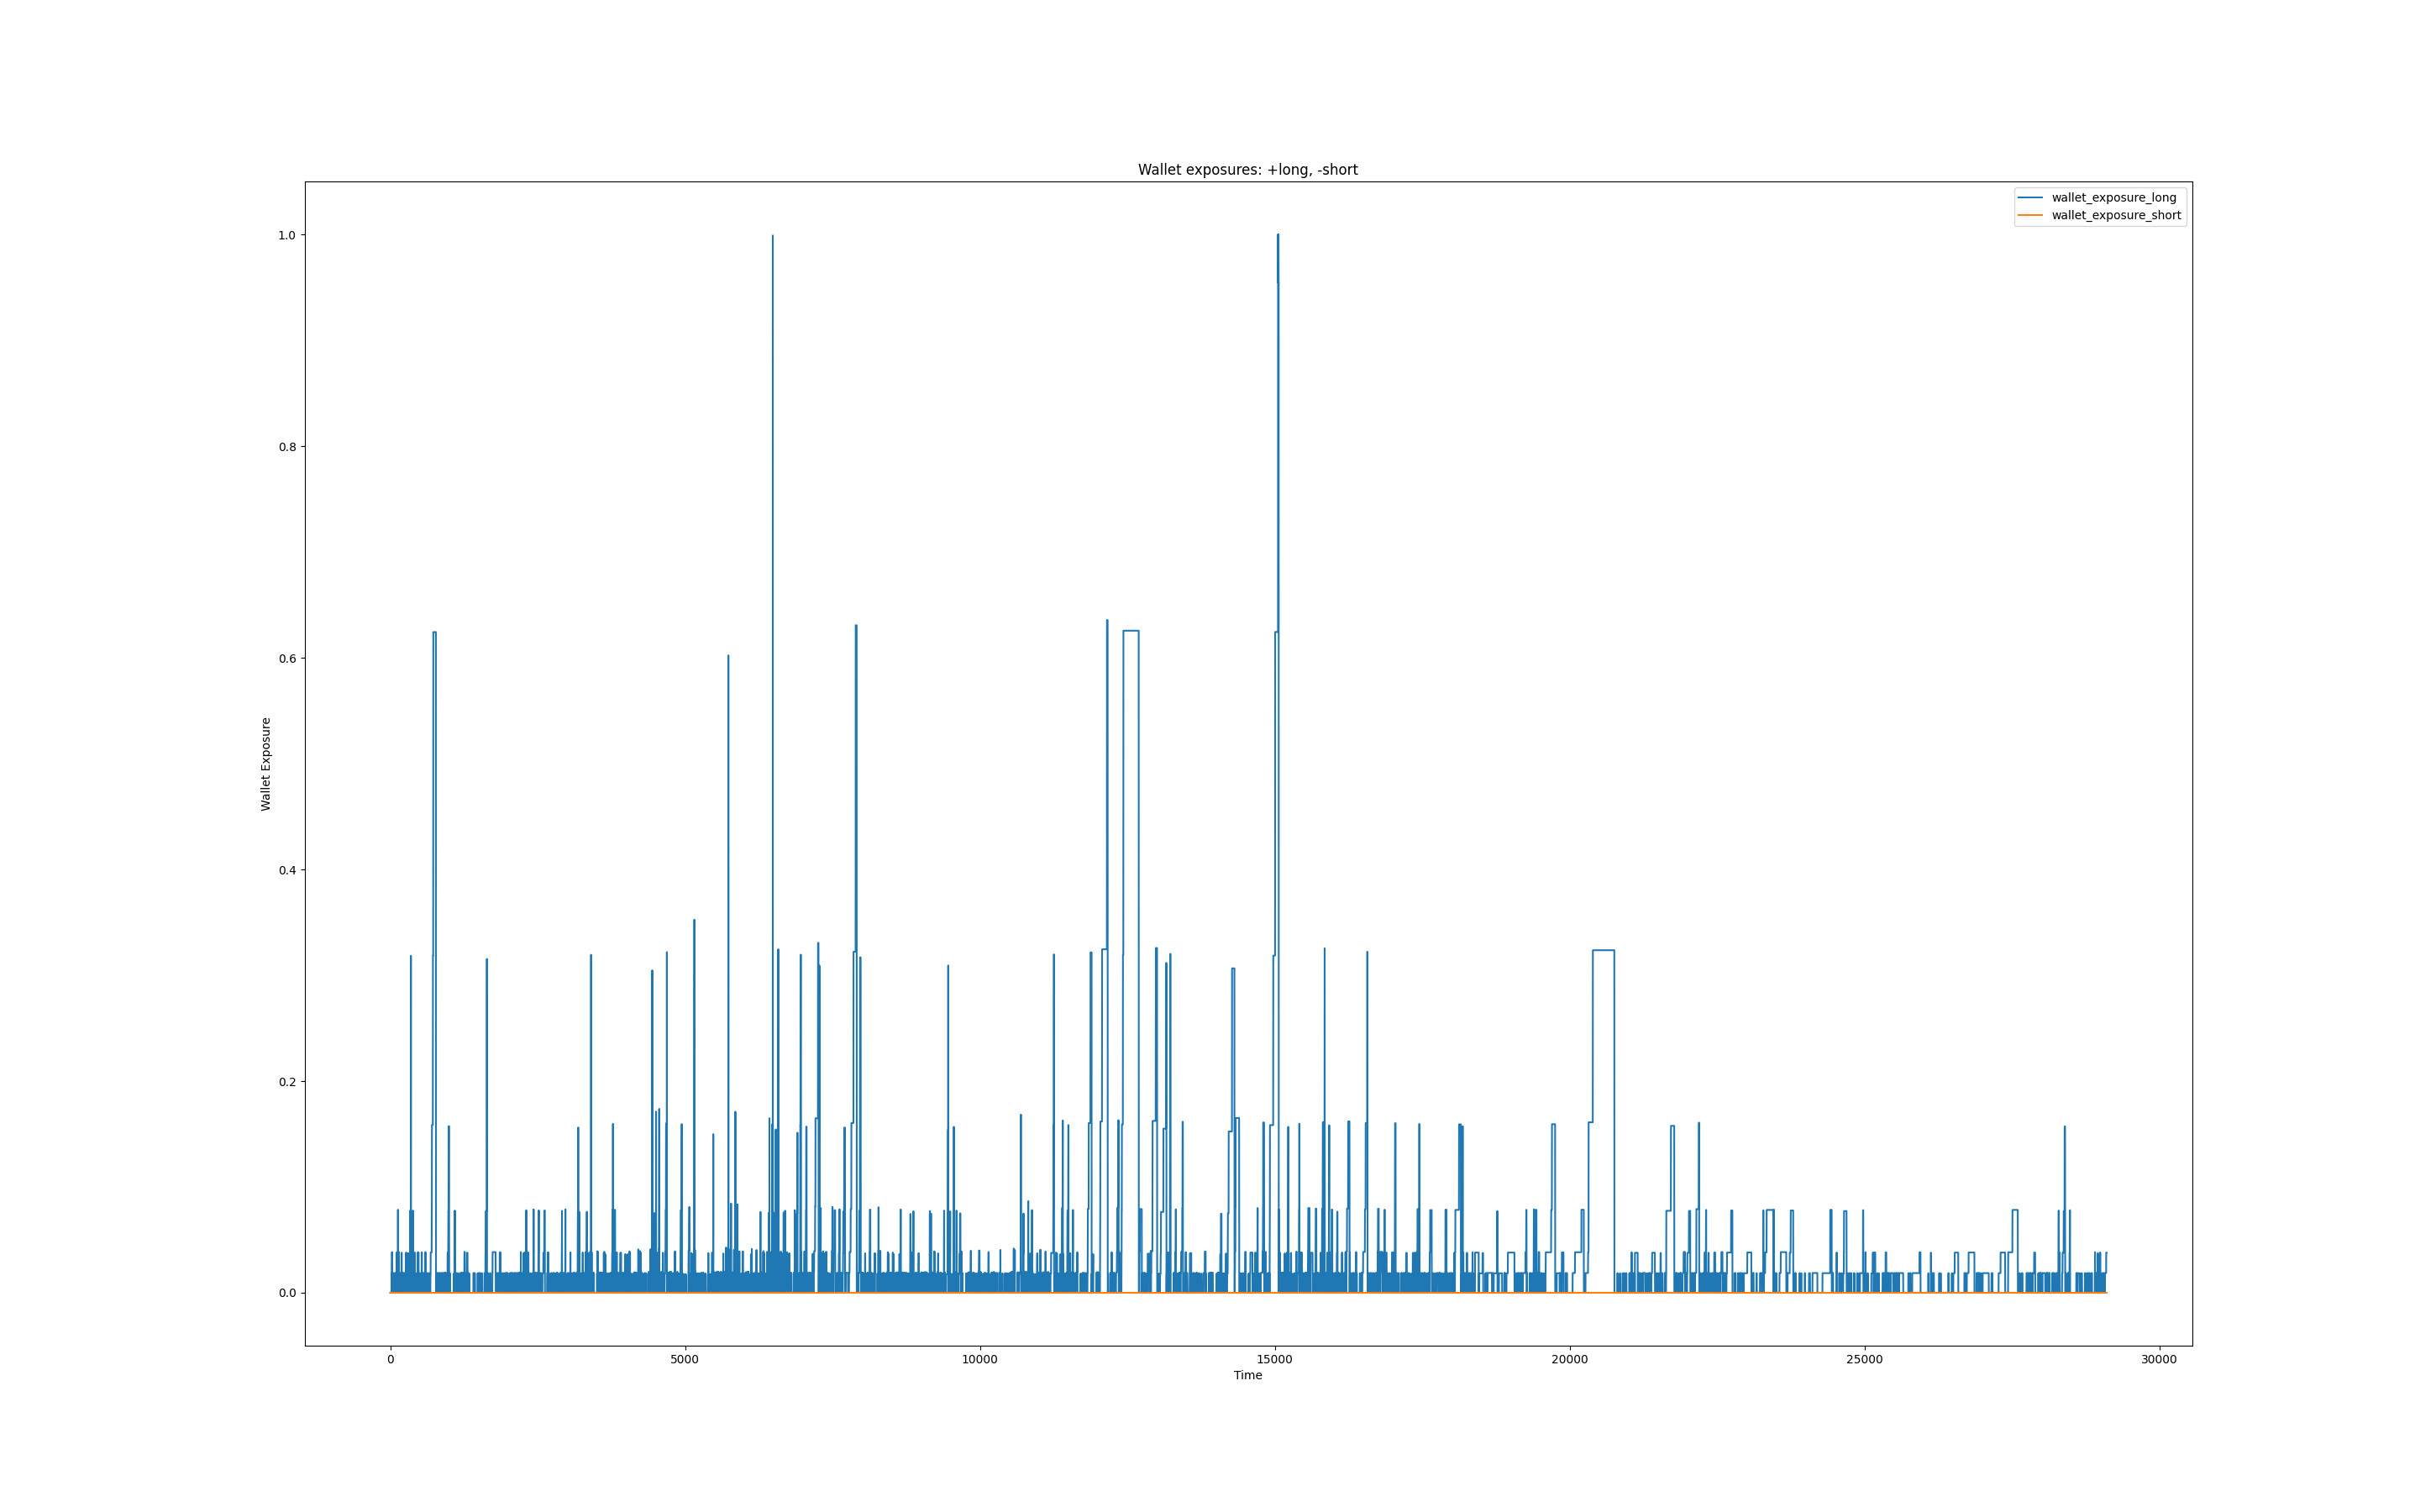 Wallet exposures: +long, -short
wallet_exposure_long
wallet_exposure_short
1.0
0.8
0.6
0.4
0.2
0.0
Wallet Exposure
0 5000 10000 15000 20000 25000 30000
Time